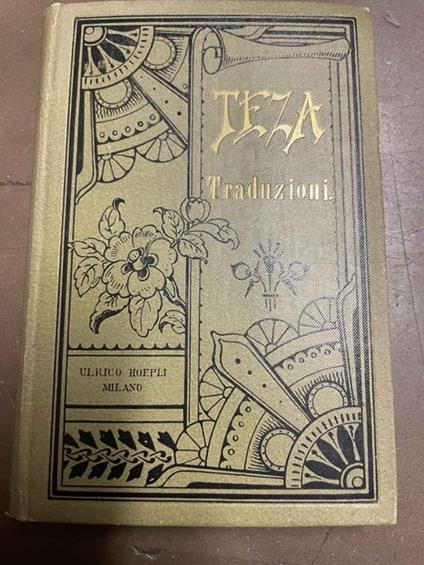 TEZA
Traduzioni.
ULRICO HOEPLI
MILANO